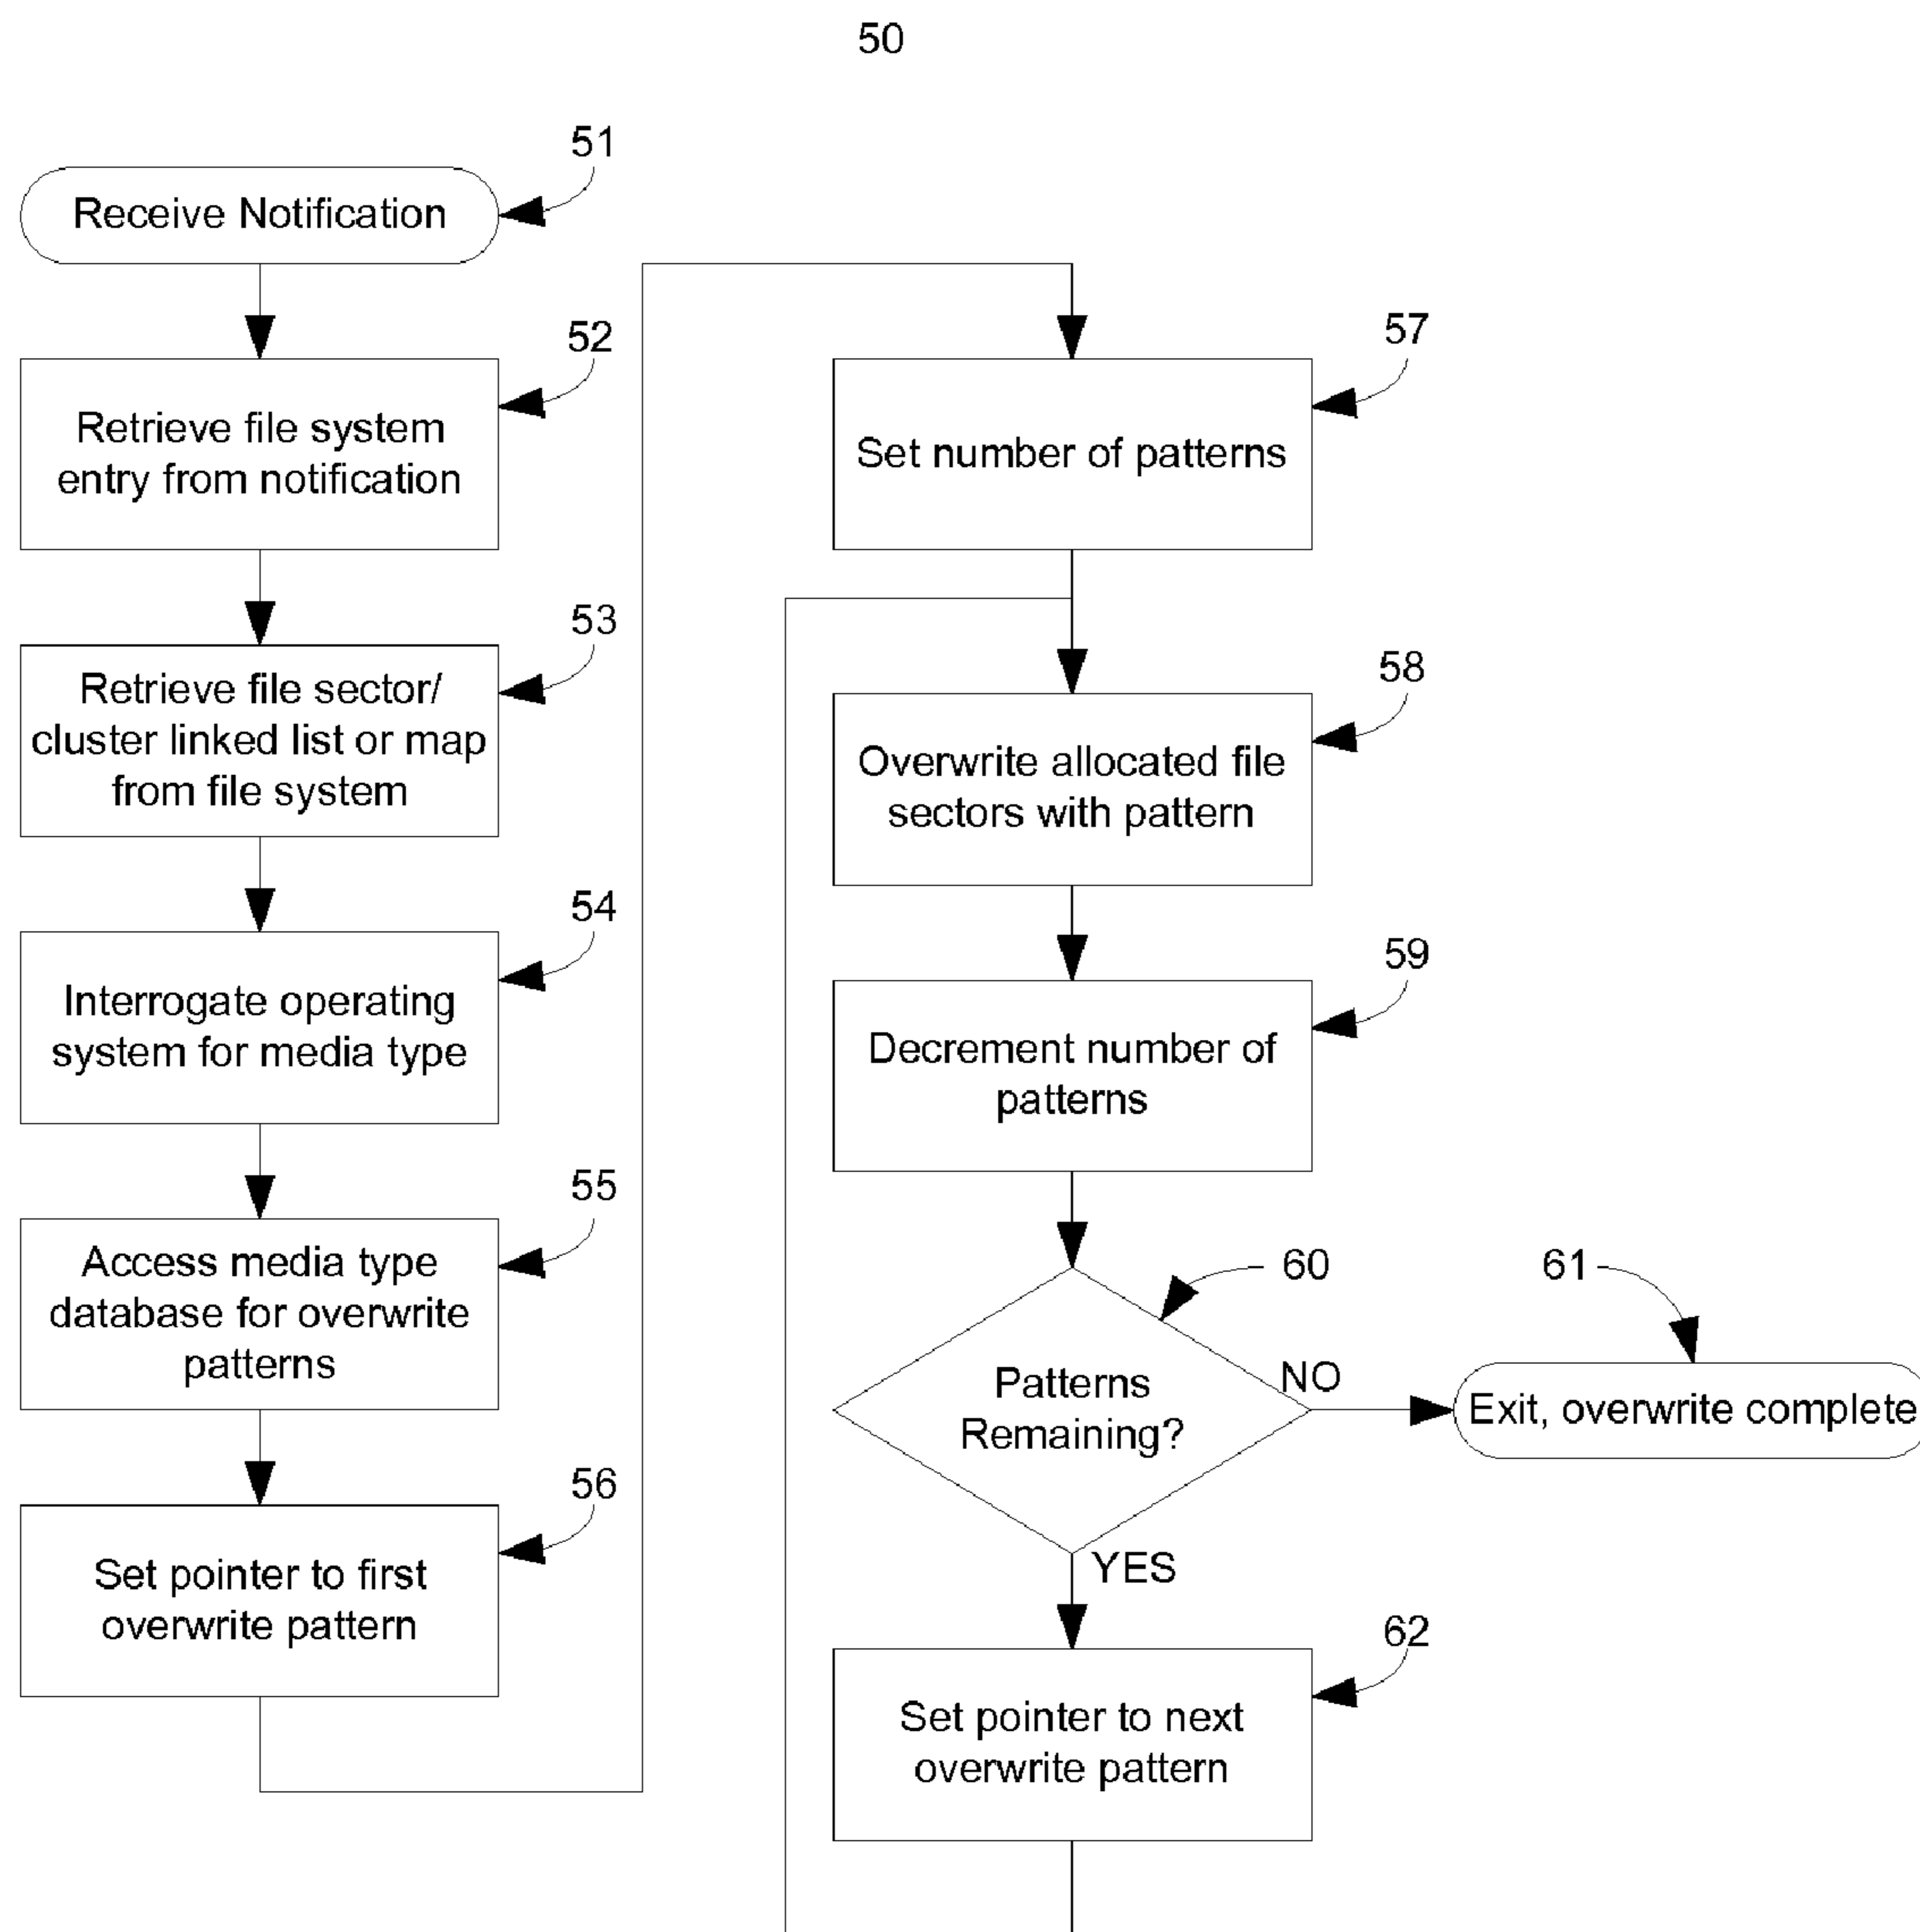 50
51
Receive Notification
52
Retrieve file system
entry from notification
53
Retrieve file sector/
cluster linked list or map
from file system
54
Interrogate operating
system for media type
55
Access media type
database for overwrite
patterns
56
Set pointer to first
overwrite pattern
57
Set number of patterns
58
Overwrite allocated file
sectors with pattern
59
Decrement number of
patterns
60
Patterns
Remaining?
NO
61
Exit, overwrite complete
YES
62
Set pointer to next
overwrite pattern